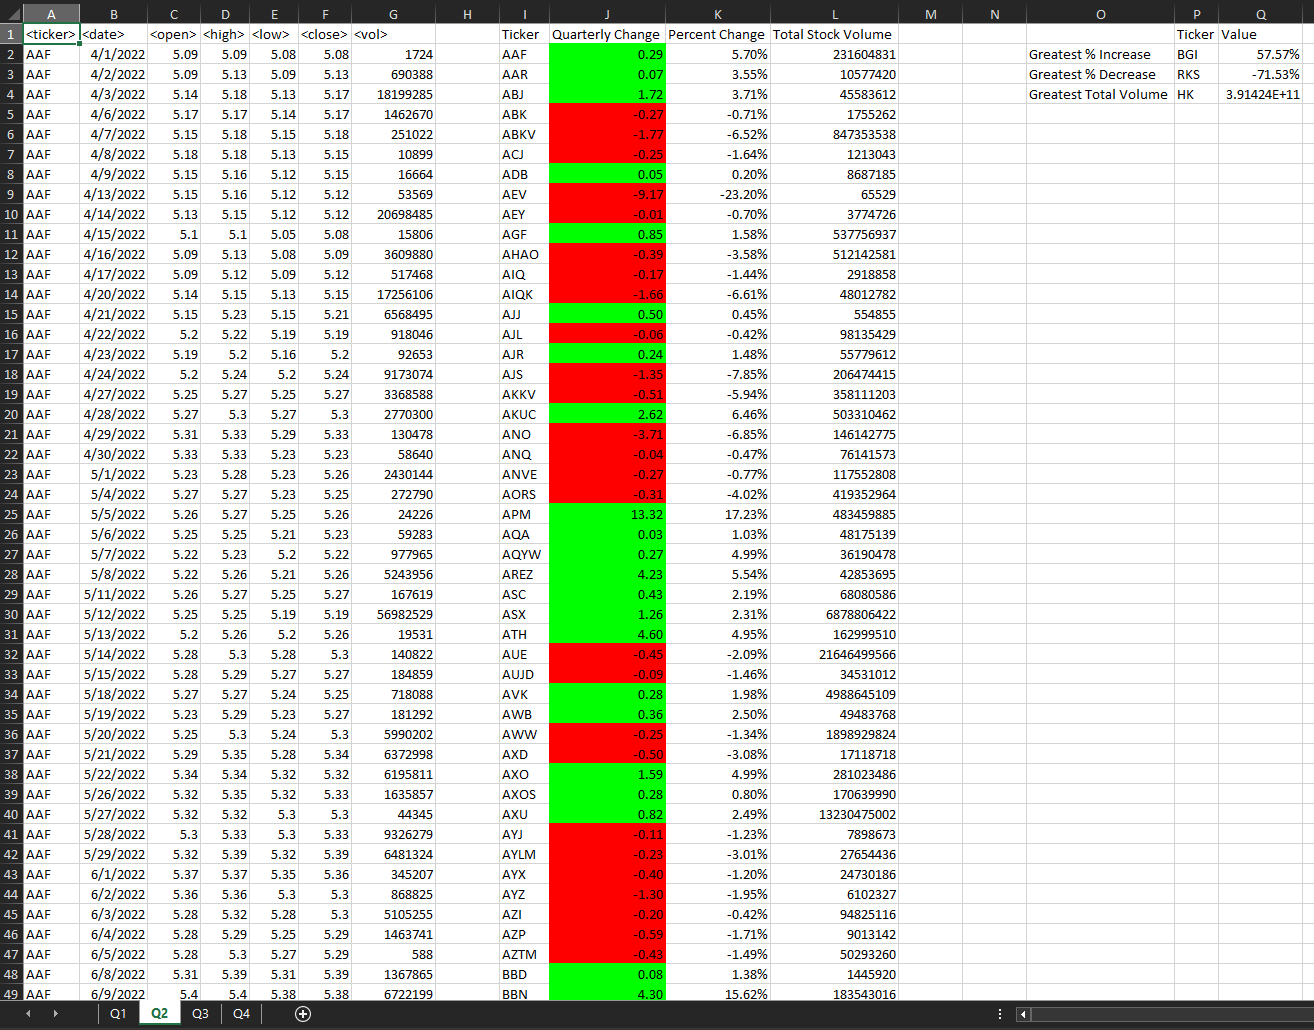 A B C D E F G H I J K L M N O P Q
1 <ticker> <date> <open> <high> <low> <close> <vol> Ticker Quarterly Change Percent Change Total Stock Volume Ticker Value
2 AAF 4/1/2022 5.09 5.09 5.08 5.08 1724 AAF 0.29 5.70% 231604831 Greatest % Increase BGI 57.57%
3 AAF 4/2/2022 5.09 5.13 5.09 5.13 690388 AAR 0.07 3.55% 10577420 Greatest % Decrease RKS -71.53%
4 AAF 4/3/2022 5.14 5.18 5.13 5.17 18199285 ABJ 1.72 3.71% 45583612 Greatest Total Volume HK 3.91424E+11
5 AAF 4/6/2022 5.17 5.17 5.14 5.17 1462670 ABK -0.27 -0.71% 1755262
6 AAF 4/7/2022 5.15 5.18 5.15 5.18 251022 ABKV -1.77 -6.52% 847353538
7 AAF 4/8/2022 5.18 5.18 5.13 5.15 10899 ACJ -0.25 -1.64% 1213043
8 AAF 4/9/2022 5.15 5.16 5.12 5.15 16664 ADB 0.05 0.20% 8687185
9 AAF 4/13/2022 5.15 5.16 5.12 5.12 53569 AEV -9.17 -23.20% 65529
10 AAF 4/14/2022 5.13 5.15 5.12 5.12 20698485 AEY -0.01 -0.70% 3774726
11 AAF 4/15/2022 5.1 5.1 5.05 5.08 15806 AGF 0.85 1.58% 537756937
12 AAF 4/16/2022 5.09 5.13 5.08 5.09 3609880 AHAO -0.39 -3.58% 512142581
13 AAF 4/17/2022 5.09 5.12 5.09 5.12 517468 AIQ -0.17 -1.44% 2918858
14 AAF 4/20/2022 5.14 5.15 5.13 5.15 17256106 AIQK -1.66 -6.61% 48012782
15 AAF 4/21/2022 5.15 5.23 5.15 5.21 6568495 AJJ 0.50 0.45% 554855
16 AAF 4/22/2022 5.2 5.22 5.19 5.19 918046 AJL -0.06 -0.42% 98135429
17 AAF 4/23/2022 5.19 5.2 5.16 5.2 92653 AJR 0.24 1.48% 55779612
18 AAF 4/24/2022 5.2 5.24 5.2 5.24 9173074 AJS -1.35 -7.85% 206474415
19 AAF 4/27/2022 5.25 5.27 5.25 5.27 3368588 AKKV -0.51 -5.94% 358111203
20 AAF 4/28/2022 5.27 5.3 5.27 5.3 2770300 AKUC 2.62 6.46% 503310462
21 AAF 4/29/2022 5.31 5.33 5.29 5.33 130478 ANO -3.71 -6.85% 146142775
22 AAF 4/30/2022 5.33 5.33 5.23 5.23 58640 ANQ -0.04 -0.47% 76141573
23 AAF 5/1/2022 5.23 5.28 5.23 5.26 2430144 ANVE -0.27 -0.77% 117552808
24 AAF 5/4/2022 5.27 5.27 5.23 5.25 272790 AORS -0.31 -4.02% 419352964
25 AAF 5/5/2022 5.26 5.27 5.25 5.26 24226 APM 13.32 17.23% 483459885
26 AAF 5/6/2022 5.25 5.25 5.21 5.23 59283 AQA 0.03 1.03% 48175139
27 AAF 5/7/2022 5.22 5.23 5.2 5.22 977965 AQYW 0.27 4.99% 36190478
28 AAF 5/8/2022 5.22 5.26 5.21 5.26 5243956 AREZ 4.23 5.54% 42853695
29 AAF 5/11/2022 5.26 5.27 5.25 5.27 167619 ASC 0.43 2.19% 68080586
30 AAF 5/12/2022 5.25 5.25 5.19 5.19 56982529 ASX 1.26 2.31% 6878806422
31 AAF 5/13/2022 5.2 5.26 5.2 5.26 19531 ATH 4.60 4.95% 162999510
32 AAF 5/14/2022 5.28 5.3 5.28 5.3 140822 AUE -0.45 -2.09% 21646499566
33 AAF 5/15/2022 5.28 5.29 5.27 5.27 184859 AUJD -0.09 -1.46% 34531012
34 AAF 5/18/2022 5.27 5.27 5.24 5.25 718088 AVK 0.28 1.98% 4988645109
35 AAF 5/19/2022 5.23 5.29 5.23 5.27 181292 AWB 0.36 2.50% 49483768
36 AAF 5/20/2022 5.25 5.3 5.24 5.3 5990202 AWW -0.25 -1.34% 1898929824
37 AAF 5/21/2022 5.29 5.35 5.28 5.34 6372998 AXD -0.50 -3.08% 17118718
38 AAF 5/22/2022 5.34 5.34 5.32 5.32 6195811 AXO 1.59 4.99% 281023486
39 AAF 5/26/2022 5.32 5.35 5.32 5.33 1635857 AXOS 0.28 0.80% 170639990
40 AAF 5/27/2022 5.32 5.32 5.3 5.3 44345 AXU 0.82 2.49% 13230475002
41 AAF 5/28/2022 5.3 5.33 5.3 5.33 9326279 AYJ -0.11 -1.23% 7898673
42 AAF 5/29/2022 5.32 5.39 5.32 5.39 6481324 AYLM -0.23 -3.01% 27654436
43 AAF 6/1/2022 5.37 5.37 5.35 5.36 345207 AYX -0.40 -1.20% 24730186
44 AAF 6/2/2022 5.36 5.36 5.3 5.3 868825 AYZ -1.30 -1.95% 6102327
45 AAF 6/3/2022 5.28 5.32 5.28 5.3 5105255 AZI -0.20 -0.42% 94825116
46 AAF 6/4/2022 5.28 5.29 5.25 5.29 1463741 AZP -0.59 -1.71% 9013142
47 AAF 6/5/2022 5.28 5.3 5.27 5.29 588 AZTM -0.43 -1.49% 50293260
48 AAF 6/8/2022 5.31 5.39 5.31 5.39 1367865 BBD 0.08 1.38% 1445920
49 AAF 6/9/2022 5.4 5.4 5.38 5.38 6722199 BBN 4.30 15.62% 183543016
Q1 Q2 Q3 Q4